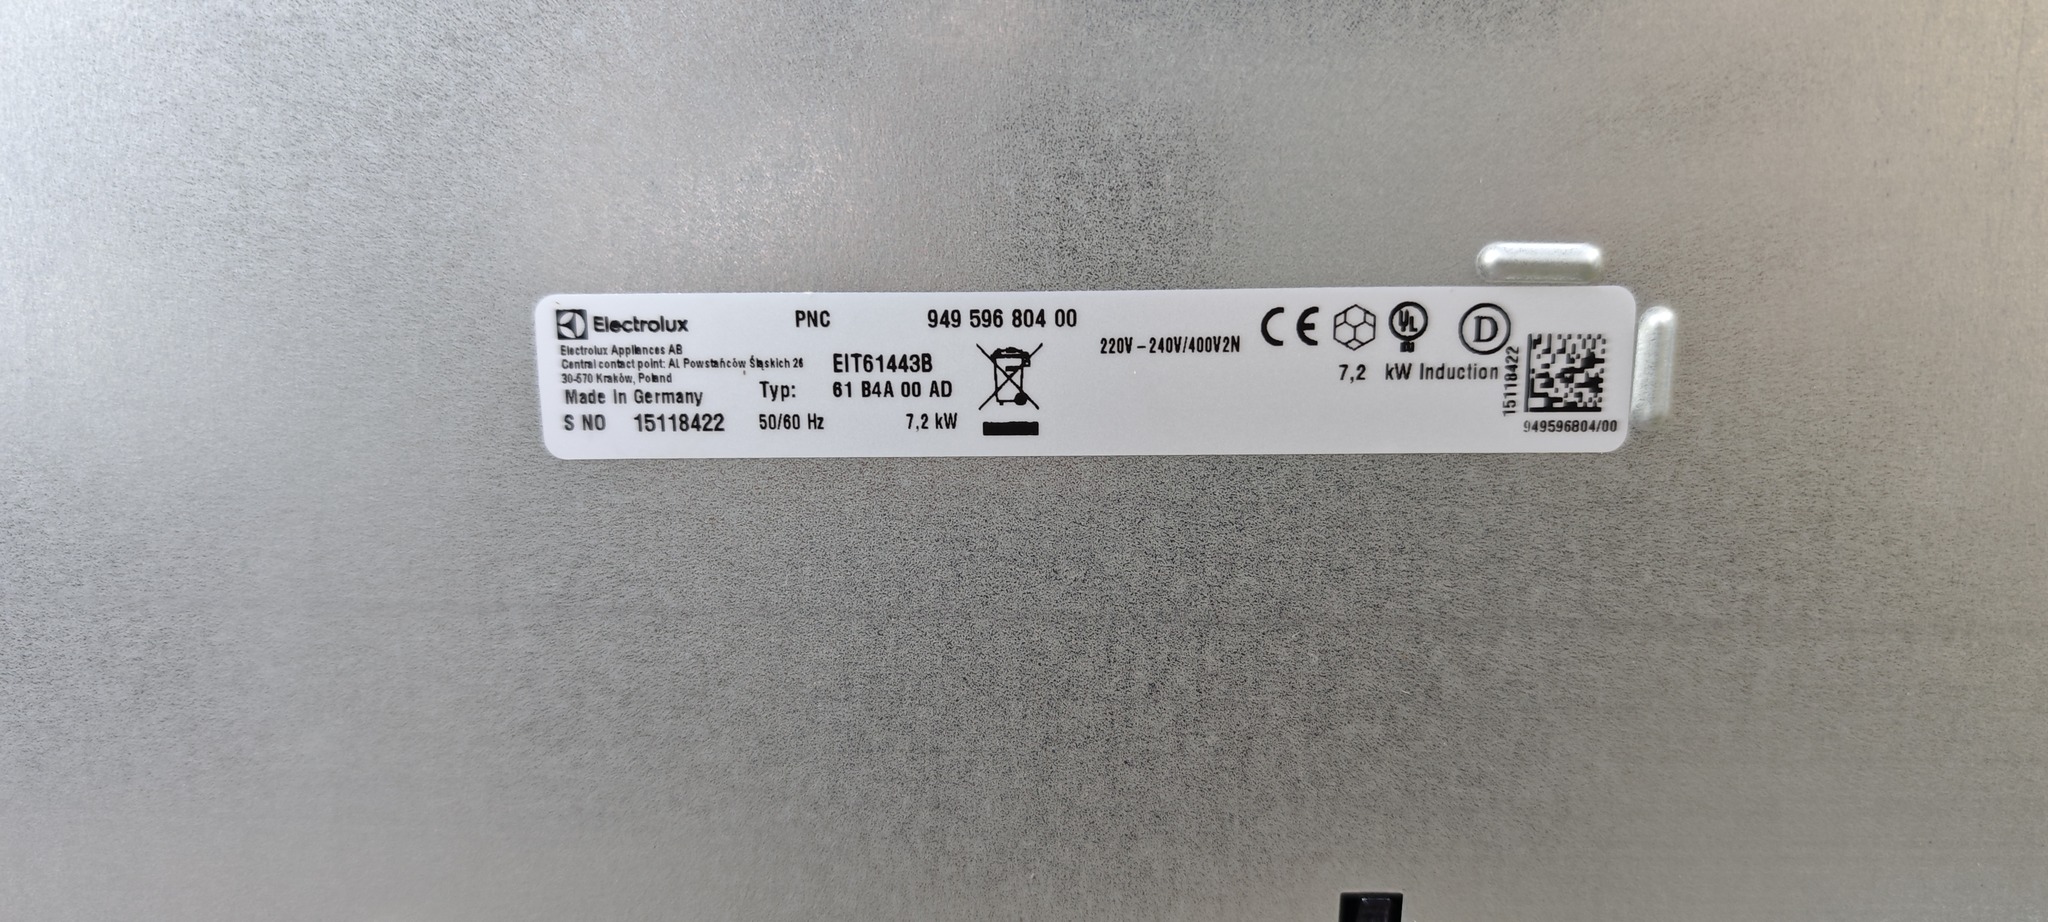 Electrolux
PNC 949 596 804 00
Electrolux Appliances AB
Central contact point: Al. Powstańców Śląskich 26
30-570 Kraków, Poland
Made In Germany
EIT61443B
Typ: 61 B4A 00 AD
S NO 15118422
50/60 Hz 7,2 kW
220V-240V/400V2N
CE
UL
D
7,2 kW Induction
15118422
949596804/00